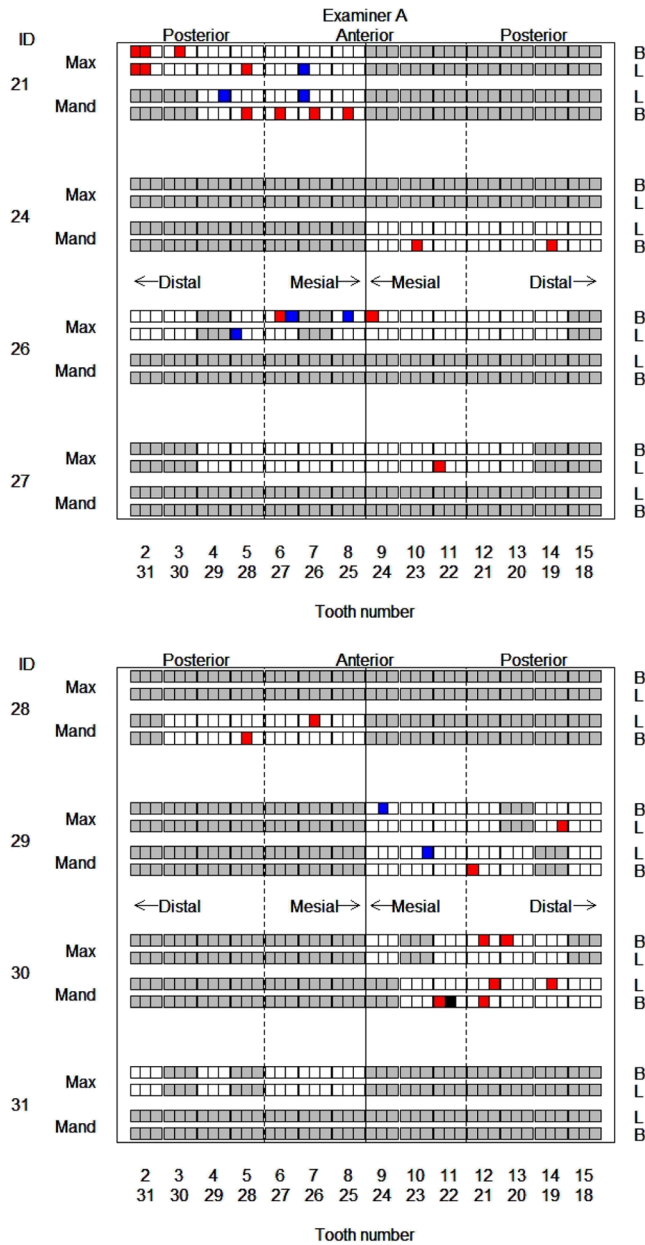 Examiner A
ID Posterior Anterior Posterior
B
Max L
21
L
Mand B
B
Max L
24
L
Mand B
Distal Mesial Mesial Distal
B
Max L
26
L
Mand B
B
Max L
27
L
Mand B
2 3 4 5 6 7 8 9 10 11 12 13 14 15
31 30 29 28 27 26 25 24 23 22 21 20 19 18
Tooth number
ID Posterior Anterior Posterior
B
Max L
28
L
Mand B
B
Max L
29
L
Mand B
Distal Mesial Mesial Distal
B
Max L
30
L
Mand B
B
Max L
31
L
Mand B
2 3 4 5 6 7 8 9 10 11 12 13 14 15
31 30 29 28 27 26 25 24 23 22 21 20 19 18
Tooth number